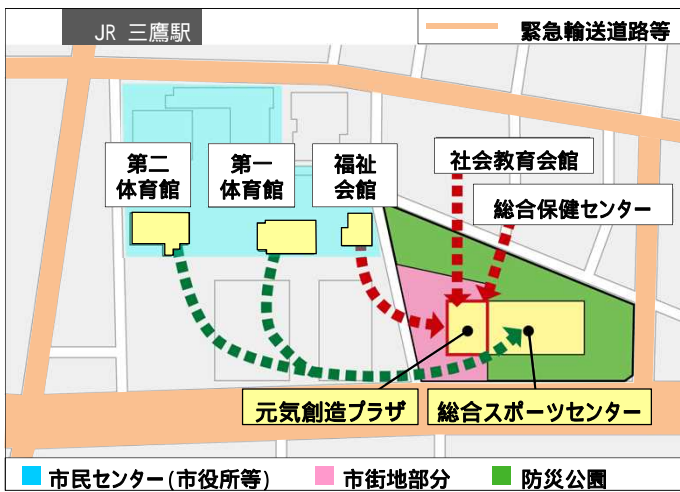 JR 三鷹駅
緊急輸送道路等
第二
体育館
第一
体育館
福祉
会館
社会教育会館
総合保健センター
元気創造プラザ
総合スポーツセンター
市民センター(市役所等)
市街地部分
防災公園